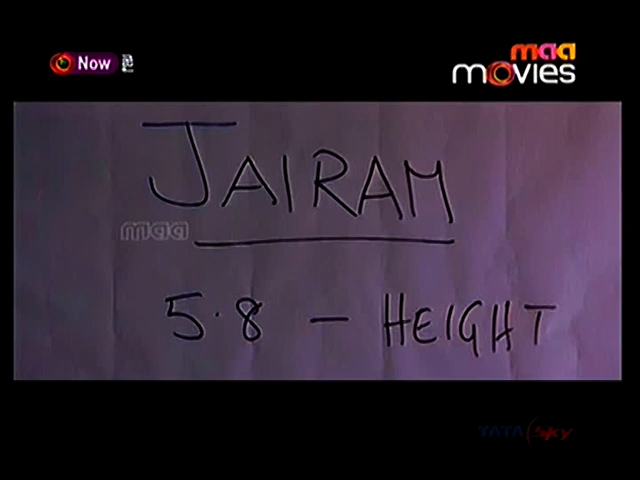 Now
maa
movies
JAIRAM
maa
5.8 - HEIGHT
TATA Sky